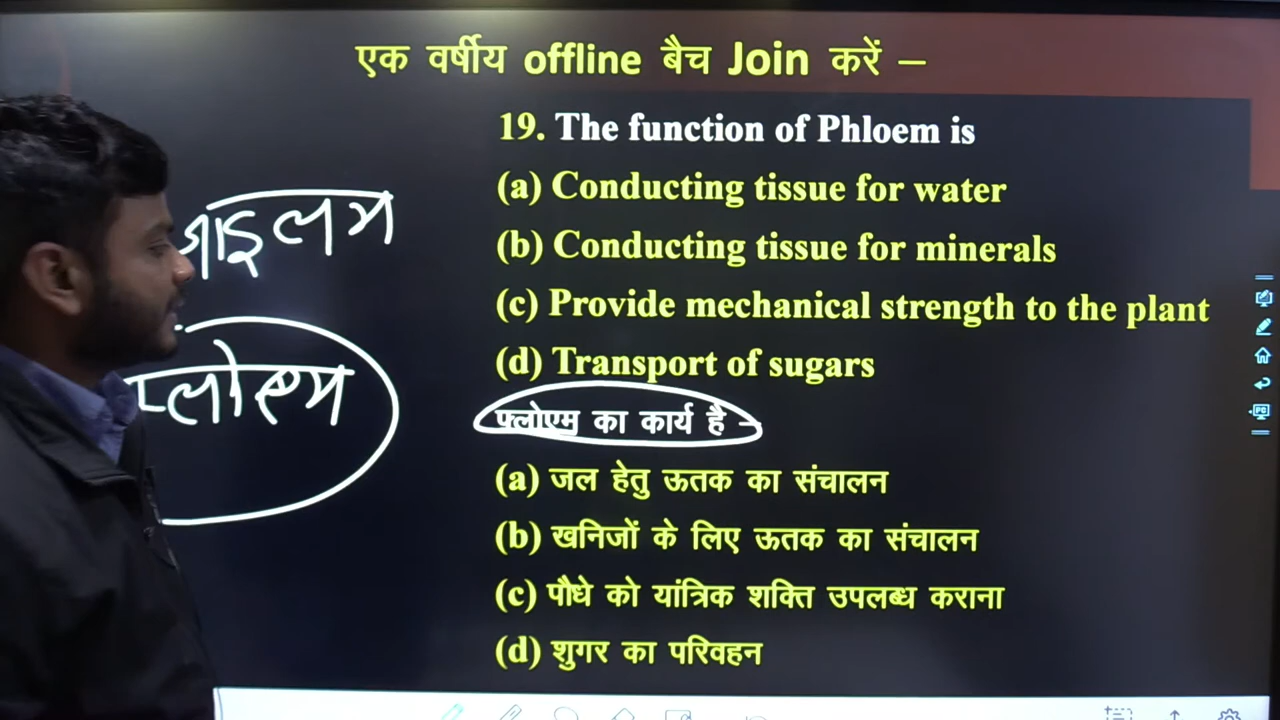 एक वर्षीय offline बैच Join करें –
19. The function of Phloem is
(a) Conducting tissue for water
(b) Conducting tissue for minerals
(c) Provide mechanical strength to the plant
(d) Transport of sugars
फ्लोएम का कार्य है -
(a) जल हेतु ऊतक का संचालन
(b) खनिजों के लिए ऊतक का संचालन
(c) पौधे को यांत्रिक शक्ति उपलब्ध कराना
(d) शुगर का परिवहन
जाइलम
फ्लोएम